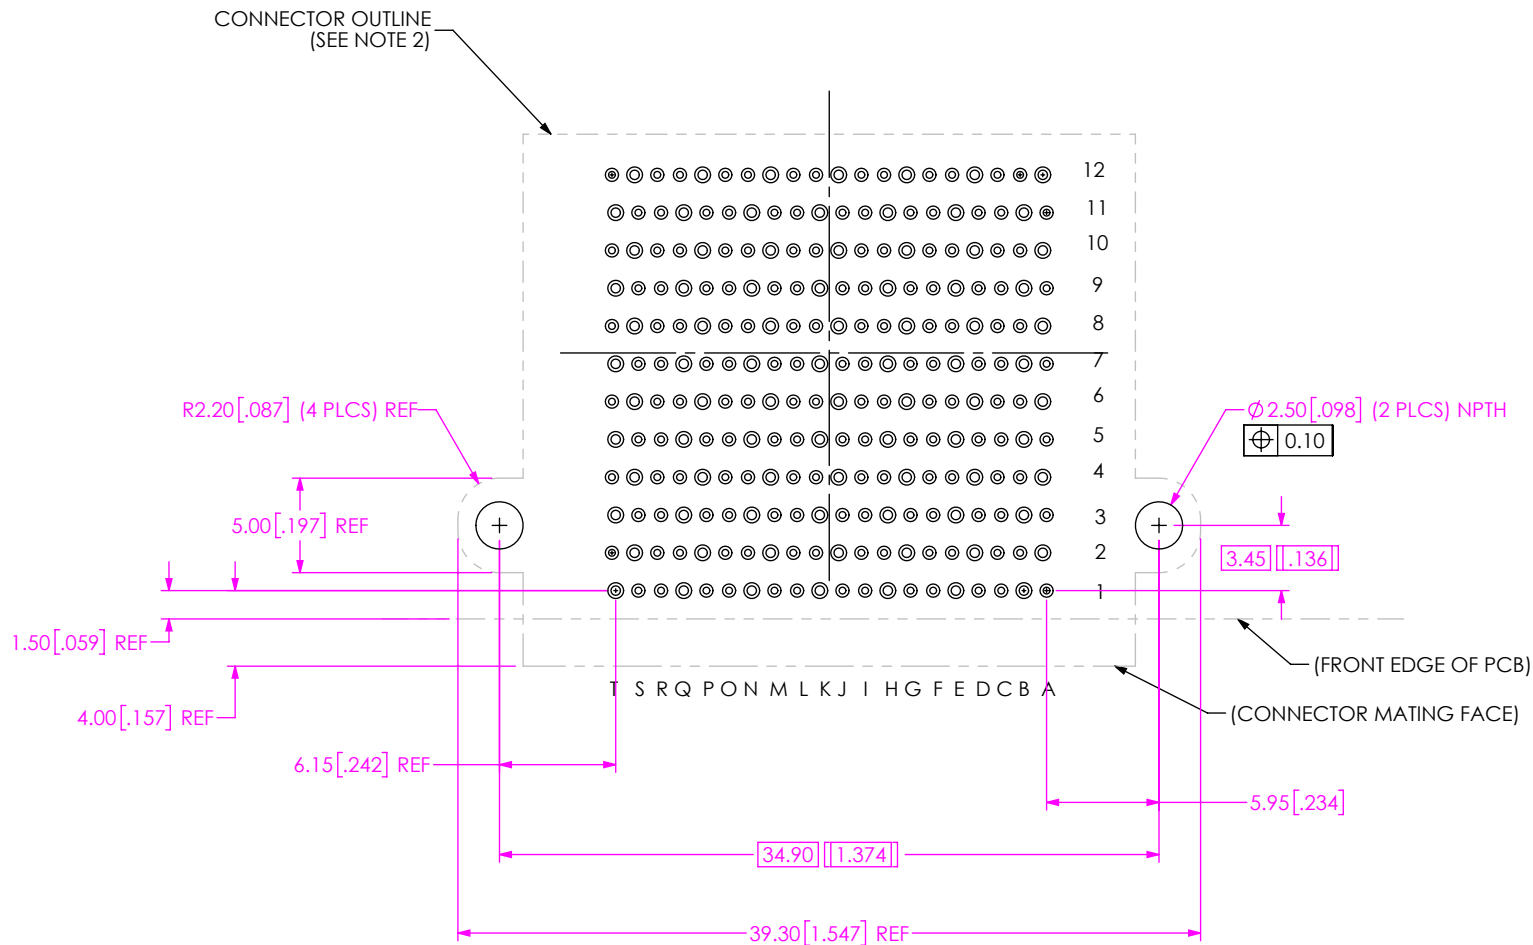 CONNECTOR OUTLINE
(SEE NOTE 2)
12
11
10
9
8
7
6
5
4
3
2
1
R2.20[.087] (4 PLCS) REF
Ø2.50[.098] (2 PLCS) NPTH
⌖ 0.10
5.00[.197] REF
3.45 [.136]
1.50[.059] REF
(FRONT EDGE OF PCB)
T S R Q P O N M L K J I H G F E D C B A
4.00[.157] REF
(CONNECTOR MATING FACE)
6.15[.242] REF
5.95[.234]
34.90 [1.374]
39.30[1.547] REF